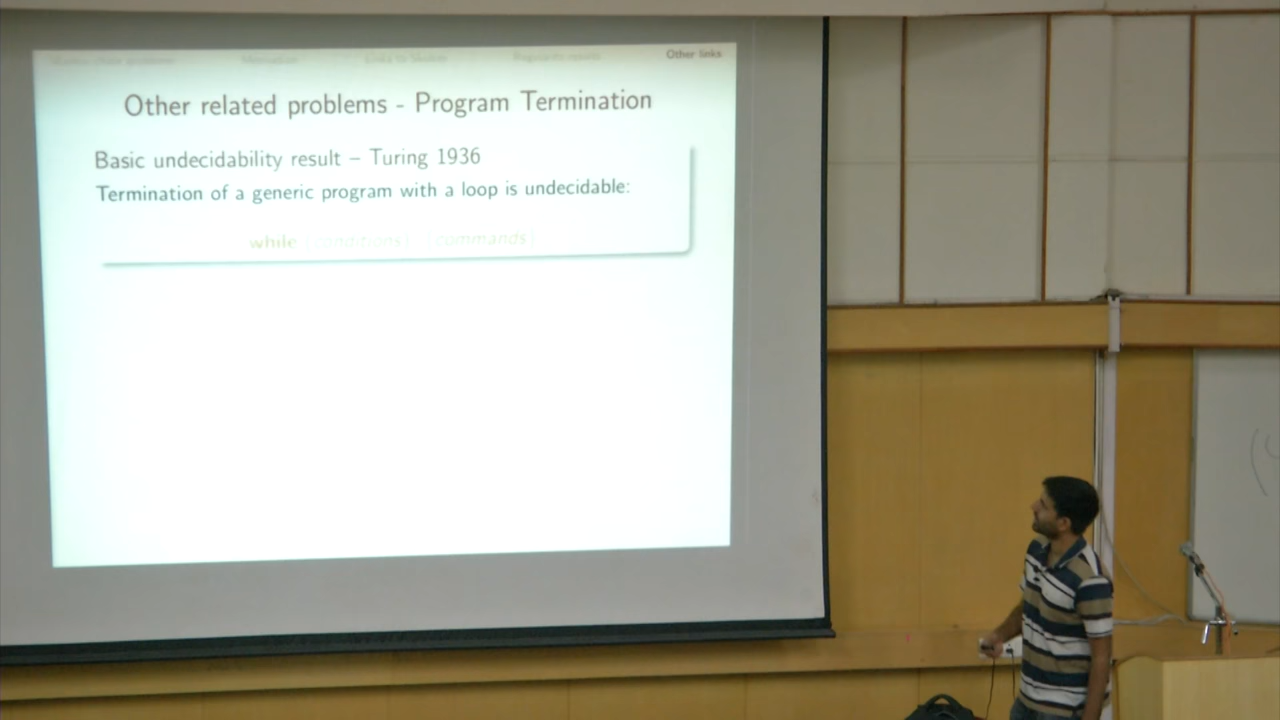 Other links
Other related problems - Program Termination
Basic undecidability result – Turing 1936
Termination of a generic program with a loop is undecidable:
while [conditions] [commands]